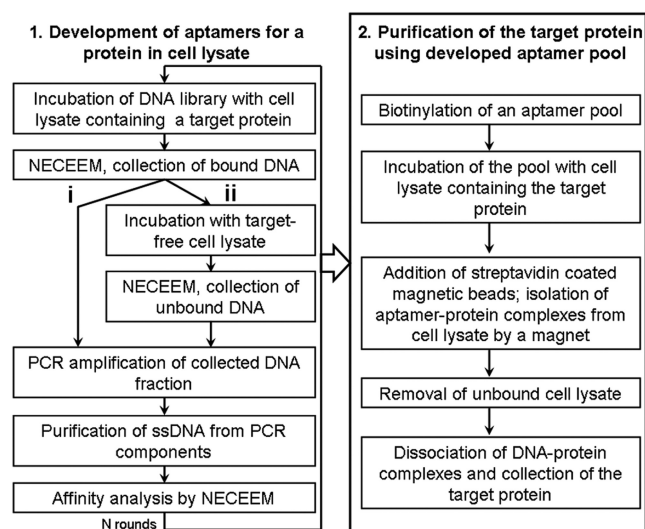 1. Development of aptamers for a
protein in cell lysate
Incubation of DNA library with cell
lysate containing a target protein
NECEEM, collection of bound DNA
i
ii
Incubation with target-
free cell lysate
NECEEM, collection of
unbound DNA
PCR amplification of collected DNA
fraction
Purification of ssDNA from PCR
components
Affinity analysis by NECEEM
N rounds
2. Purification of the target protein
using developed aptamer pool
Biotinylation of an aptamer pool
Incubation of the pool with cell
lysate containing the target
protein
Addition of streptavidin coated
magnetic beads; isolation of
aptamer-protein complexes from
cell lysate by a magnet
Removal of unbound cell lysate
Dissociation of DNA-protein
complexes and collection of the
target protein